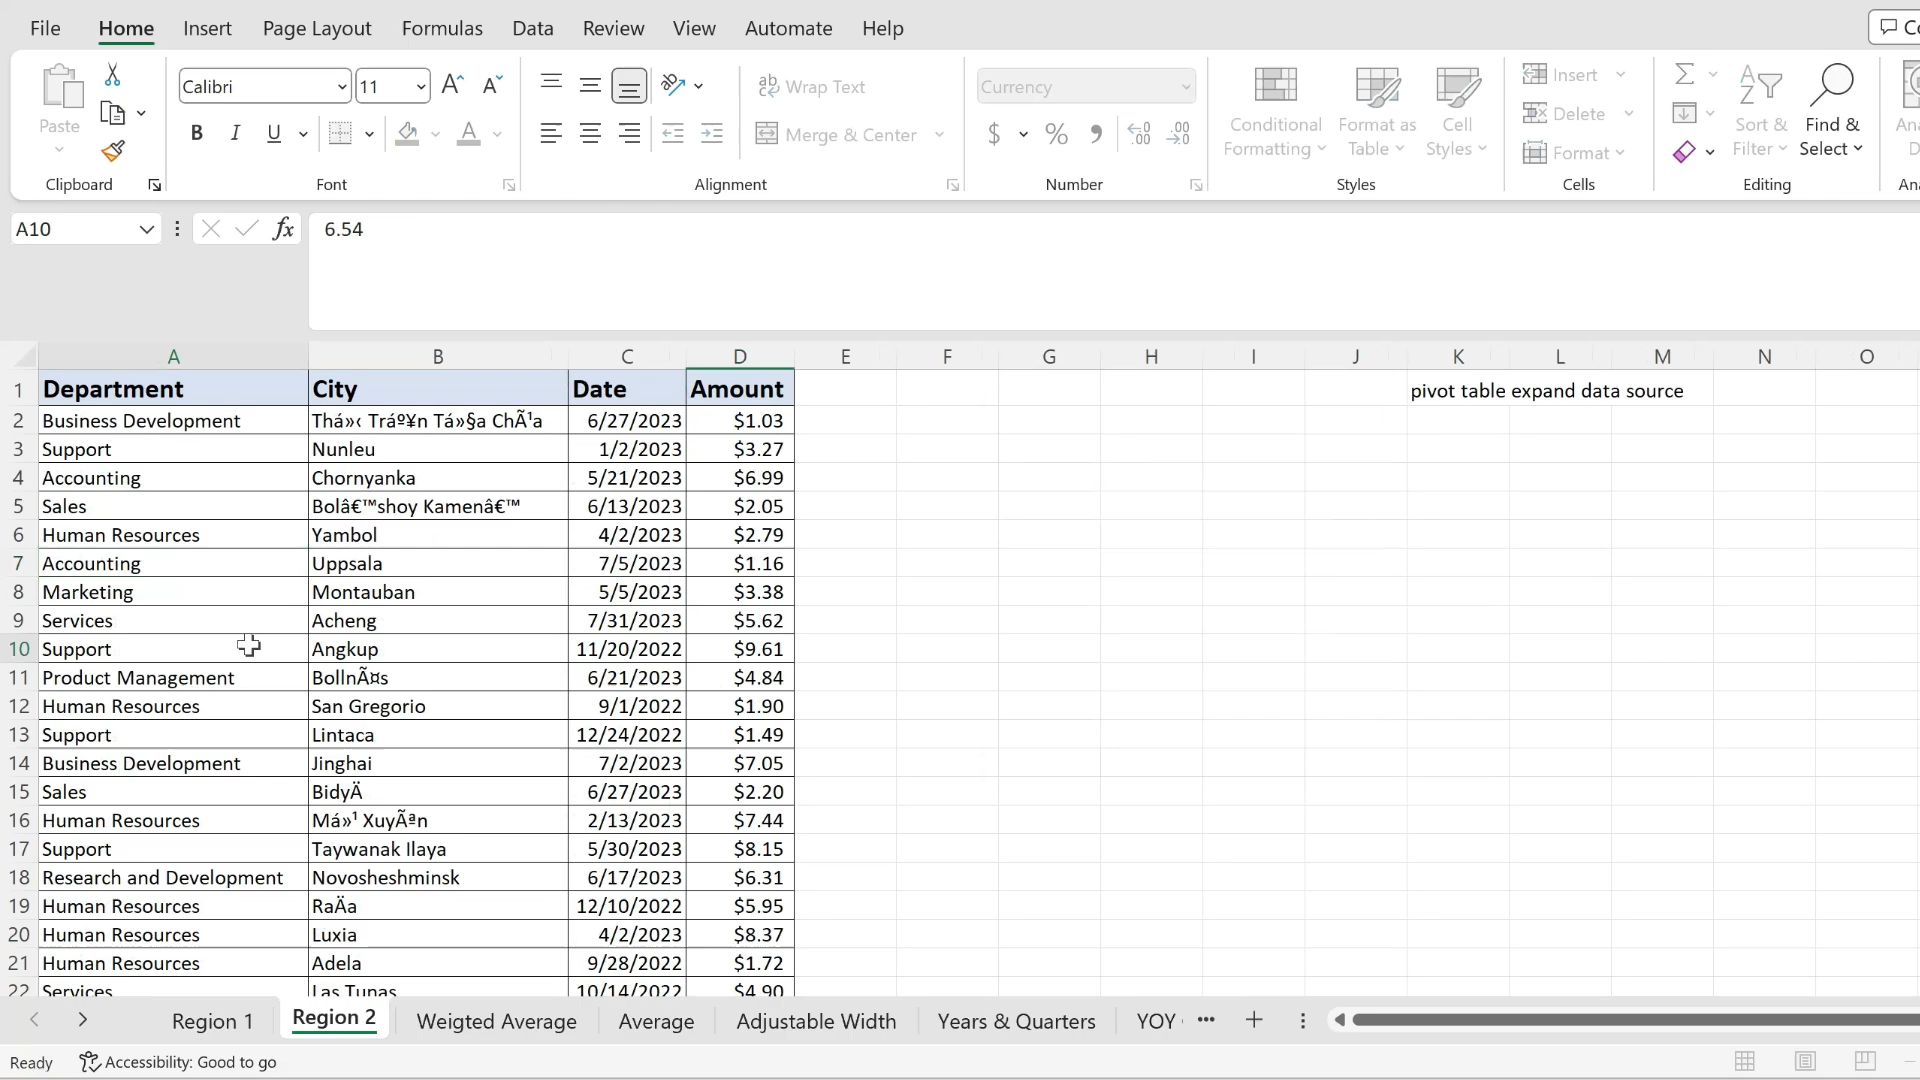 File Home Insert Page Layout Formulas Data Review View Automate Help
Calibri 11 Wrap Text Currency Insert
Paste Merge & Center Conditional Formatting Format as Table Cell Styles Delete Sort & Filter Find & Select
Format
Clipboard Font Alignment Number Styles Cells Editing
A10 fx 6.54
A B C D E F G H I J K L M N O
1 Department City Date Amount pivot table expand data source
2 Business Development Thá»‹ Tráº¥n Tá»§a ChÃ¹a 6/27/2023 $1.03
3 Support Nunleu 1/2/2023 $3.27
4 Accounting Chornyanka 5/21/2023 $6.99
5 Sales Bolâ€™shoy Kamenâ€™ 6/13/2023 $2.05
6 Human Resources Yambol 4/2/2023 $2.79
7 Accounting Uppsala 7/5/2023 $1.16
8 Marketing Montauban 5/5/2023 $3.38
9 Services Acheng 7/31/2023 $5.62
10 Support Angkup 11/20/2022 $9.61
11 Product Management BollnÃ¤s 6/21/2023 $4.84
12 Human Resources San Gregorio 9/1/2022 $1.90
13 Support Lintaca 12/24/2022 $1.49
14 Business Development Jinghai 7/2/2023 $7.05
15 Sales BidyÄ 6/27/2023 $2.20
16 Human Resources Má»¹ XuyÃªn 2/13/2023 $7.44
17 Support Taywanak Ilaya 5/30/2023 $8.15
18 Research and Development Novosheshminsk 6/17/2023 $6.31
19 Human Resources RaÄa 12/10/2022 $5.95
20 Human Resources Luxia 4/2/2023 $8.37
21 Human Resources Adela 9/28/2022 $1.72
22 Services Las Tunas 10/14/2022 $4.90
Region 1 Region 2 Weigted Average Average Adjustable Width Years & Quarters YOY
Ready Accessibility: Good to go